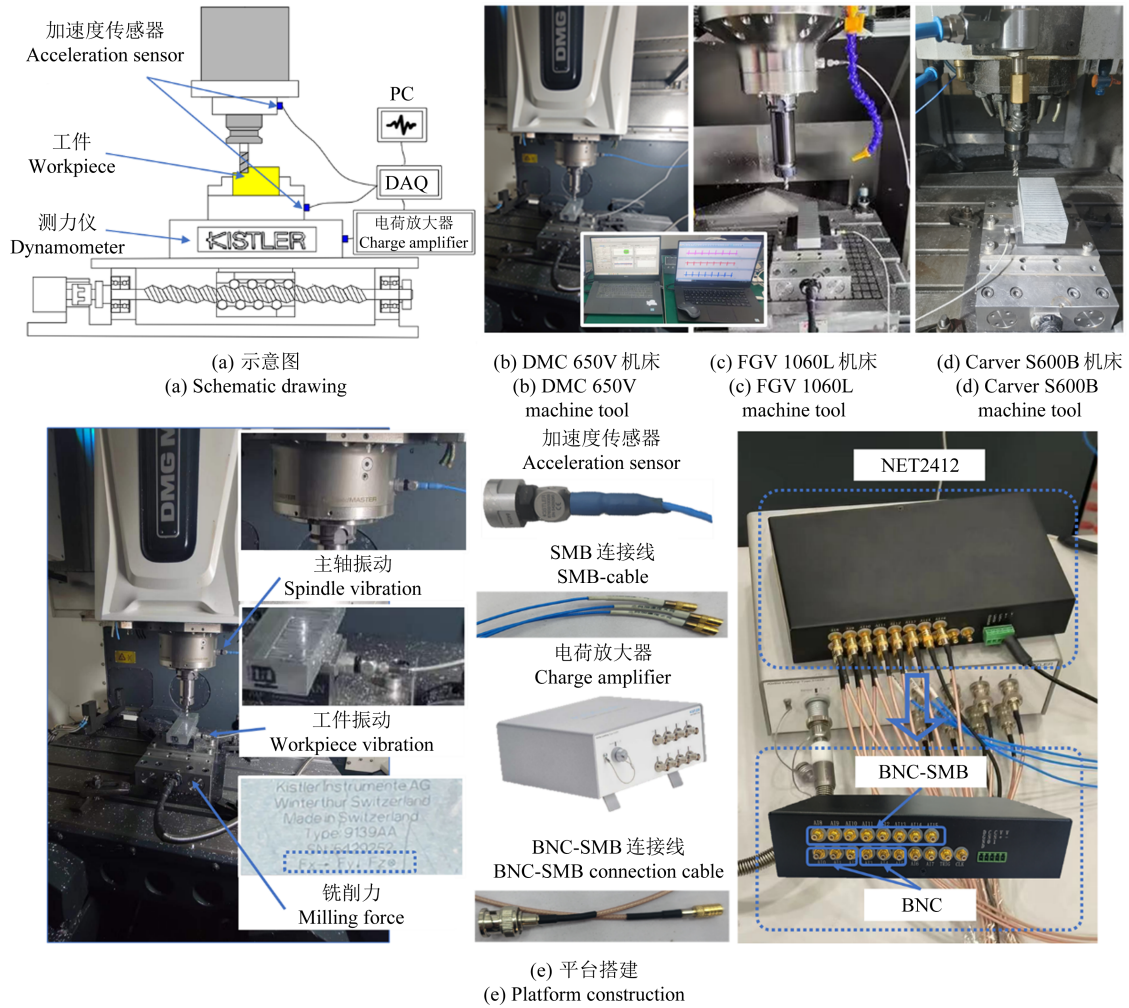 加速度传感器
Acceleration sensor
PC
工件
Workpiece
DAQ
测力仪
Dynamometer
KISTLER
电荷放大器
Charge amplifier
DMG
(a) 示意图
(a) Schematic drawing
(b) DMC 650V 机床
(b) DMC 650V
machine tool
(c) FGV 1060L 机床
(c) FGV 1060L
machine tool
(d) Carver S600B 机床
(d) Carver S600B
machine tool
DMG M
主轴振动
Spindle vibration
工件振动
Workpiece vibration
Kistler Instrumente AG
Winterthur Switzerland
Made in Switzerland
Type: 9139AA
铣削力
Milling force
加速度传感器
Acceleration sensor
SMB 连接线
SMB-cable
电荷放大器
Charge amplifier
BNC-SMB 连接线
BNC-SMB connection cable
NET2412
BNC-SMB
BNC
(e) 平台搭建
(e) Platform construction